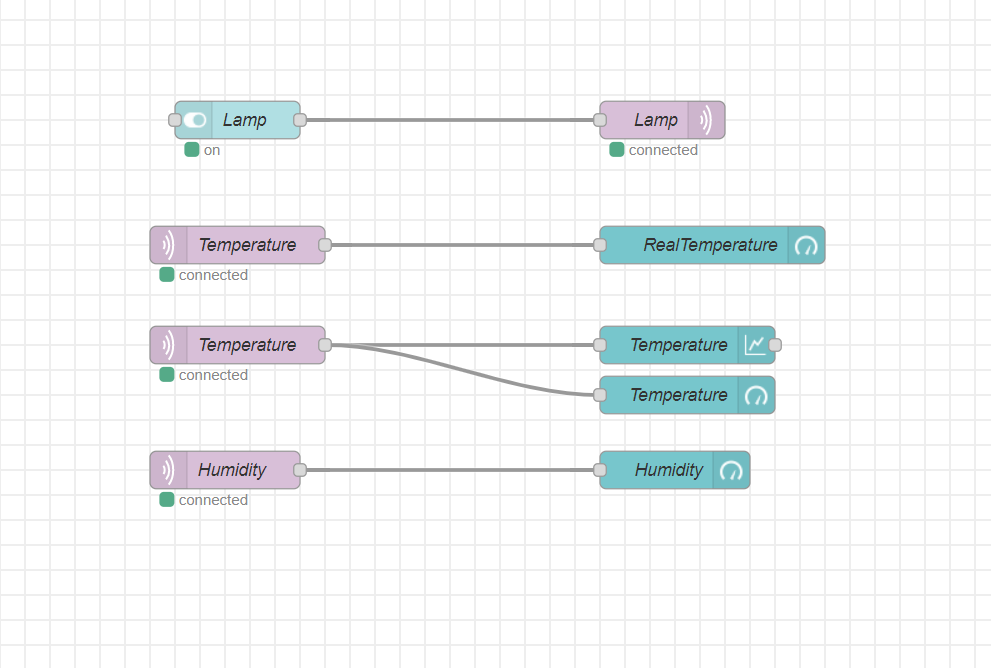 Lamp
Lamp
on
connected
Temperature
RealTemperature
connected
Temperature
Temperature
connected
Temperature
Humidity
Humidity
connected